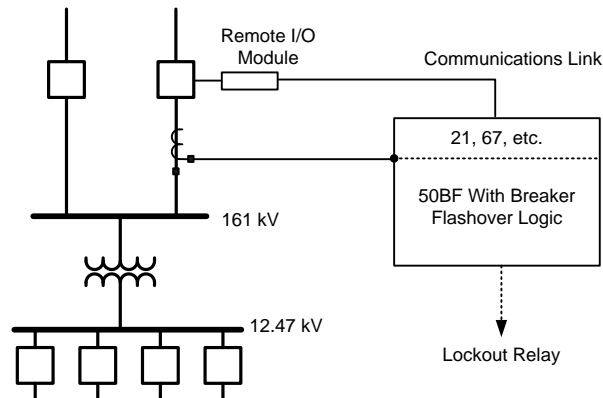 Remote I/O
Module
Communications Link
21, 67, etc.
50BF With Breaker
Flashover Logic
161 kV
12.47 kV
Lockout Relay